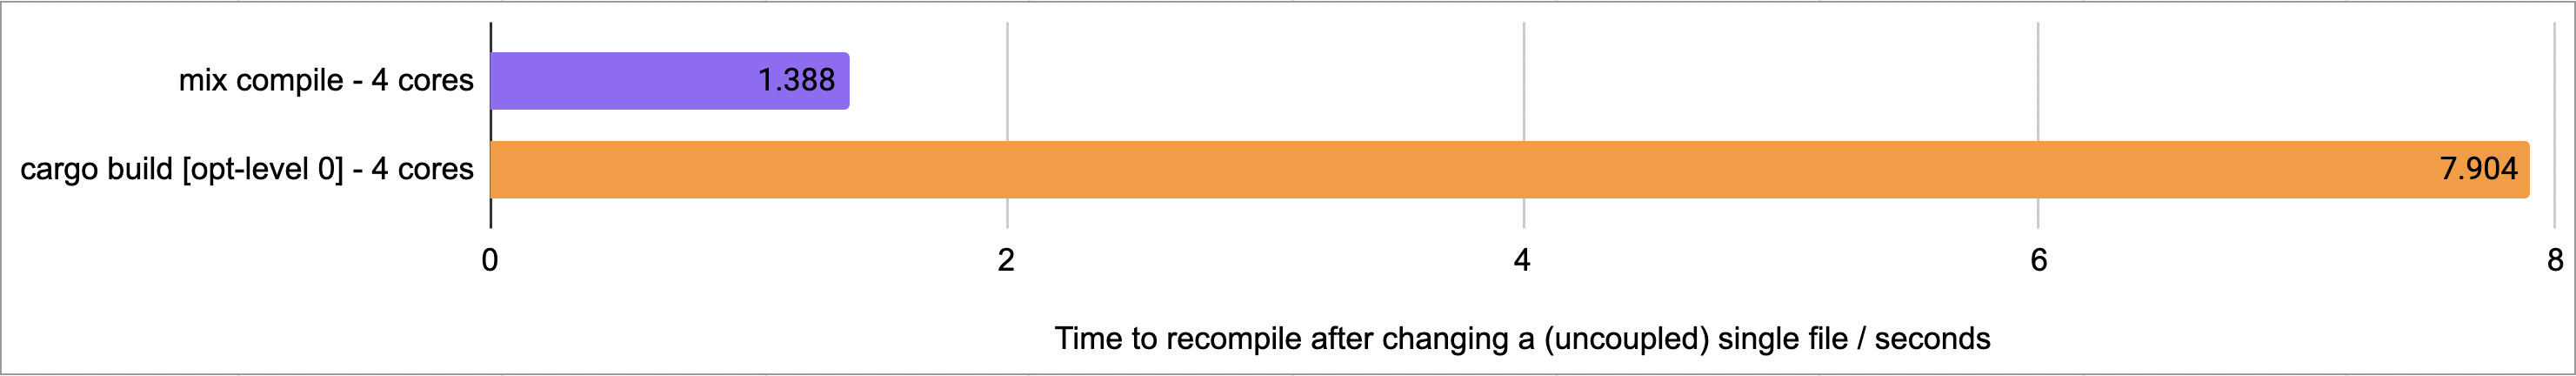 mix compile - 4 cores
1.388
cargo build [opt-level 0] - 4 cores
7.904
0 2 4 6 8
Time to recompile after changing a (uncoupled) single file / seconds